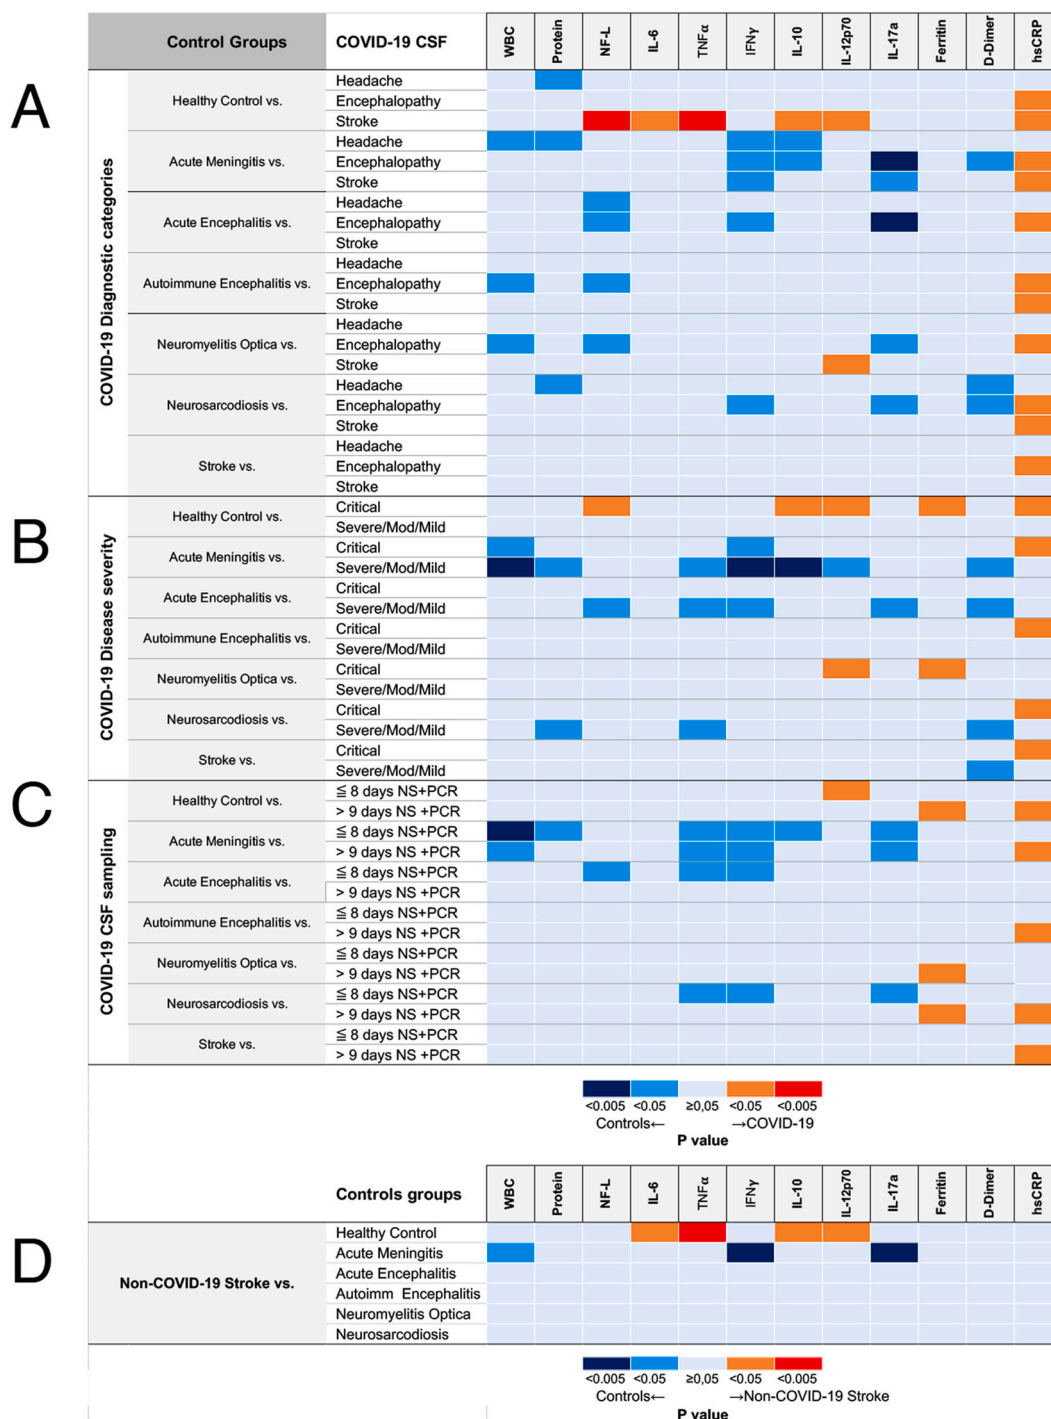 Control Groups COVID-19 CSF WBC Protein NF-L IL-6 TNFα IFNγ IL-10 IL-12p70 IL-17a Ferritin D-Dimer hsCRP
A
COVID-19 Diagnostic categories
Healthy Control vs.
Headache
Encephalopathy
Stroke
Acute Meningitis vs.
Headache
Encephalopathy
Stroke
Acute Encephalitis vs.
Headache
Encephalopathy
Stroke
Autoimmune Encephalitis vs.
Headache
Encephalopathy
Stroke
Neuromyelitis Optica vs.
Headache
Encephalopathy
Stroke
Neurosarcodiosis vs.
Headache
Encephalopathy
Stroke
Stroke vs.
Headache
Encephalopathy
Stroke
B
COVID-19 Disease severity
Healthy Control vs.
Critical
Severe/Mod/Mild
Acute Meningitis vs.
Critical
Severe/Mod/Mild
Acute Encephalitis vs.
Critical
Severe/Mod/Mild
Autoimmune Encephalitis vs.
Critical
Severe/Mod/Mild
Neuromyelitis Optica vs.
Critical
Severe/Mod/Mild
Neurosarcodiosis vs.
Critical
Severe/Mod/Mild
Stroke vs.
Critical
Severe/Mod/Mild
C
COVID-19 CSF sampling
Healthy Control vs.
≦ 8 days NS+PCR
> 9 days NS +PCR
Acute Meningitis vs.
≦ 8 days NS+PCR
> 9 days NS +PCR
Acute Encephalitis vs.
≦ 8 days NS+PCR
> 9 days NS +PCR
Autoimmune Encephalitis vs.
≦ 8 days NS+PCR
> 9 days NS +PCR
Neuromyelitis Optica vs.
≦ 8 days NS+PCR
> 9 days NS +PCR
Neurosarcodiosis vs.
≦ 8 days NS+PCR
> 9 days NS +PCR
Stroke vs.
≦ 8 days NS+PCR
> 9 days NS +PCR
<0.005 <0.05 ≥0,05 <0.05 <0.005
Controls← →COVID-19
P value
Controls groups WBC Protein NF-L IL-6 TNFα IFNγ IL-10 IL-12p70 IL-17a Ferritin D-Dimer hsCRP
D
Non-COVID-19 Stroke vs.
Healthy Control
Acute Meningitis
Acute Encephalitis
Autoimm Encephalitis
Neuromyelitis Optica
Neurosarcodiosis
<0.005 <0.05 ≥0,05 <0.05 <0.005
Controls← →Non-COVID-19 Stroke
P value